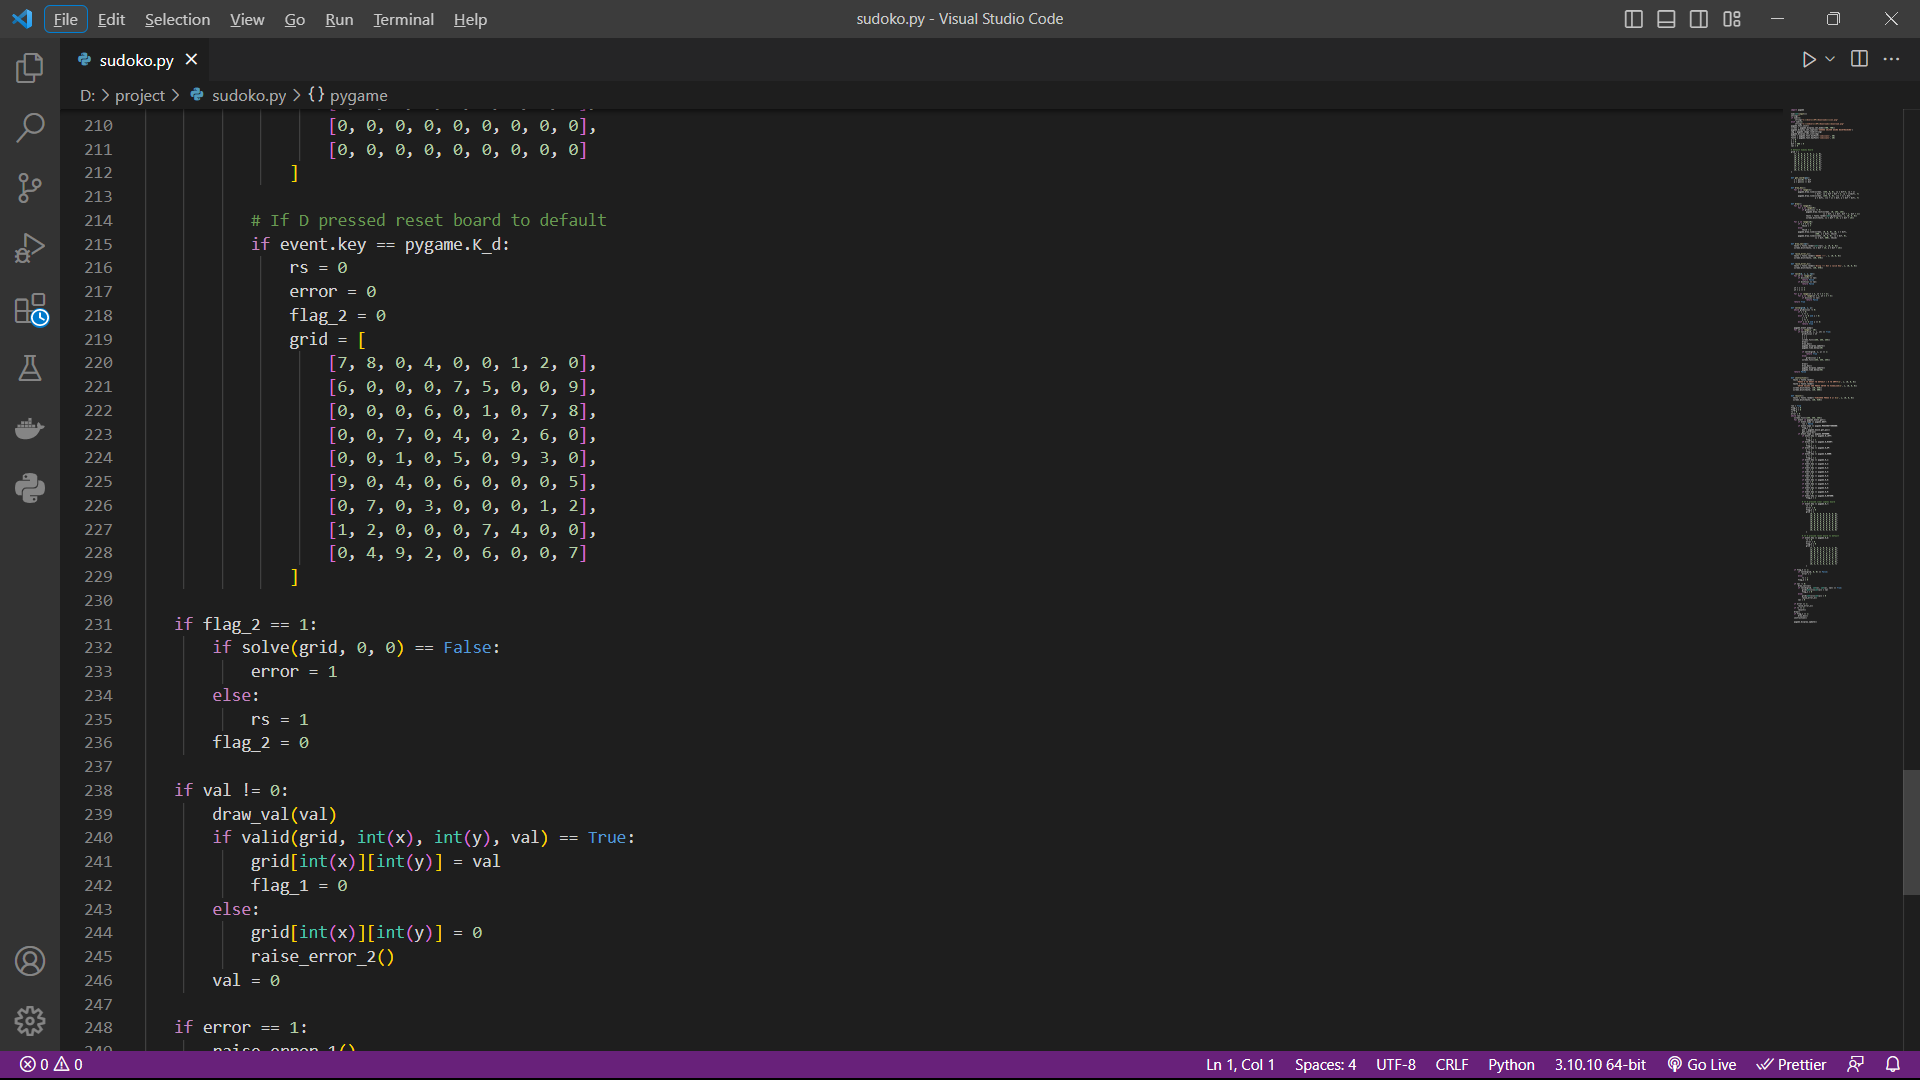 File Edit Selection View Go Run Terminal Help
sudoko.py - Visual Studio Code
sudoko.py
D: > project > sudoko.py > {} pygame
210 [0, 0, 0, 0, 0, 0, 0, 0, 0],
211 [0, 0, 0, 0, 0, 0, 0, 0, 0]
212 ]
213
214 # If D pressed reset board to default
215 if event.key == pygame.K_d:
216 rs = 0
217 error = 0
218 flag_2 = 0
219 grid = [
220 [7, 8, 0, 4, 0, 0, 1, 2, 0],
221 [6, 0, 0, 0, 7, 5, 0, 0, 9],
222 [0, 0, 0, 6, 0, 1, 0, 7, 8],
223 [0, 0, 7, 0, 4, 0, 2, 6, 0],
224 [0, 0, 1, 0, 5, 0, 9, 3, 0],
225 [9, 0, 4, 0, 6, 0, 0, 0, 5],
226 [0, 7, 0, 3, 0, 0, 0, 1, 2],
227 [1, 2, 0, 0, 0, 7, 4, 0, 0],
228 [0, 4, 9, 2, 0, 6, 0, 0, 7]
229 ]
230
231 if flag_2 == 1:
232 if solve(grid, 0, 0) == False:
233 error = 1
234 else:
235 rs = 1
236 flag_2 = 0
237
238 if val != 0:
239 draw_val(val)
240 if valid(grid, int(x), int(y), val) == True:
241 grid[int(x)][int(y)] = val
242 flag_1 = 0
243 else:
244 grid[int(x)][int(y)] = 0
245 raise_error_2()
246 val = 0
247
248 if error == 1:
249 raise_error_1()
0 0 Ln 1, Col 1 Spaces: 4 UTF-8 CRLF Python 3.10.10 64-bit Go Live Prettier